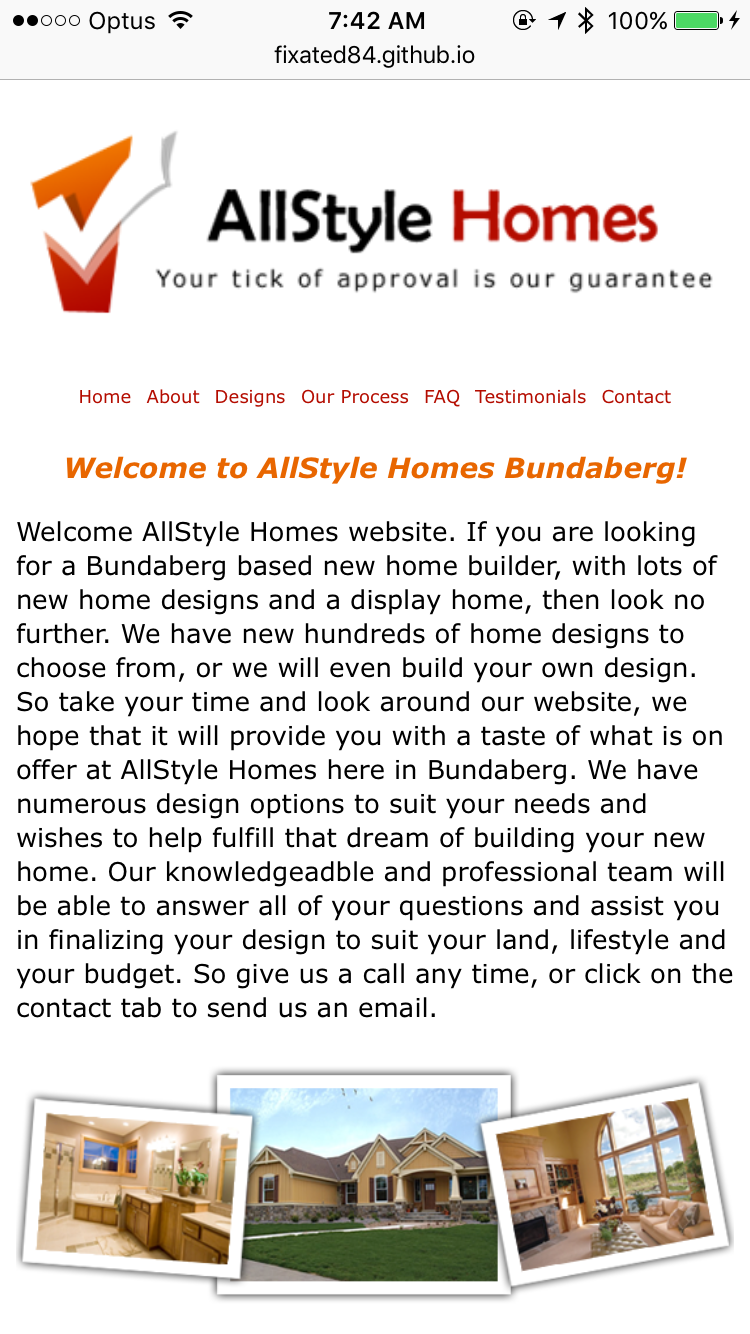 Optus 7:42 AM 100%
fixated84.github.io
AllStyle Homes
Your tick of approval is our guarantee
Home About Designs Our Process FAQ Testimonials Contact
Welcome to AllStyle Homes Bundaberg!
Welcome AllStyle Homes website. If you are looking
for a Bundaberg based new home builder, with lots of
new home designs and a display home, then look no
further. We have new hundreds of home designs to
choose from, or we will even build your own design.
So take your time and look around our website, we
hope that it will provide you with a taste of what is on
offer at AllStyle Homes here in Bundaberg. We have
numerous design options to suit your needs and
wishes to help fulfill that dream of building your new
home. Our knowledgeadble and professional team will
be able to answer all of your questions and assist you
in finalizing your design to suit your land, lifestyle and
your budget. So give us a call any time, or click on the
contact tab to send us an email.